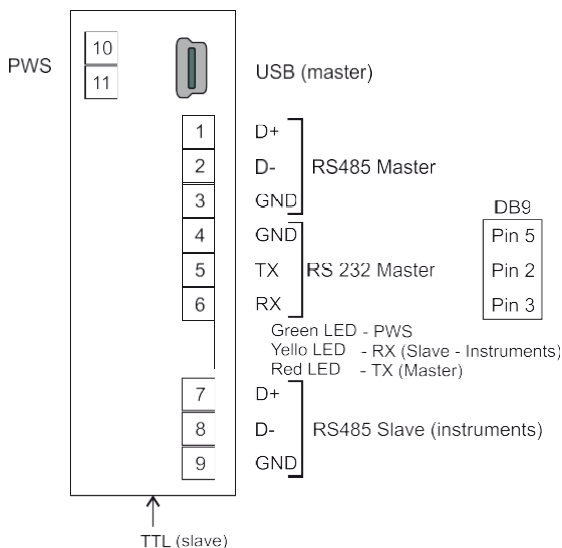 PWS
10
11
USB (master)
1 D+
2 D- RS485 Master
3 GND
DB9
4 GND Pin 5
5 TX RS 232 Master Pin 2
6 RX Pin 3
Green LED - PWS
Yello LED - RX (Slave - Instruments)
Red LED - TX (Master)
7 D+
8 D- RS485 Slave (instruments)
9 GND
TTL (slave)